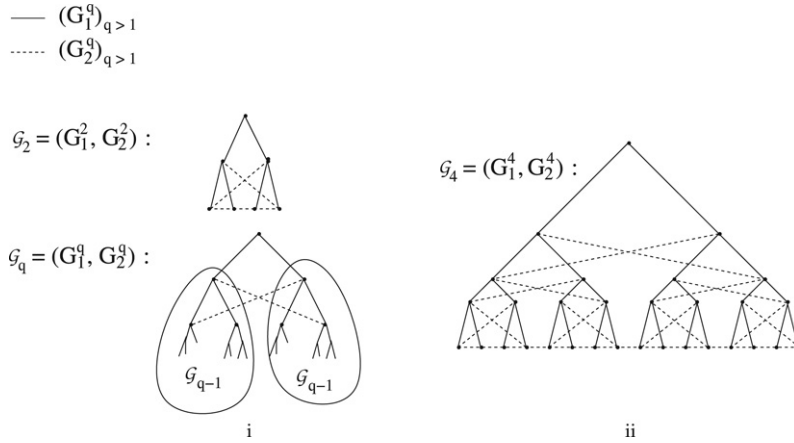 (G₁^q)_{q > 1}
(G₂^q)_{q > 1}
𝒢₂ = (G₁², G₂²) :
𝒢_q = (G₁^q, G₂^q) :
𝒢_{q−1} 𝒢_{q−1}
i
𝒢₄ = (G₁⁴, G₂⁴) :
ii